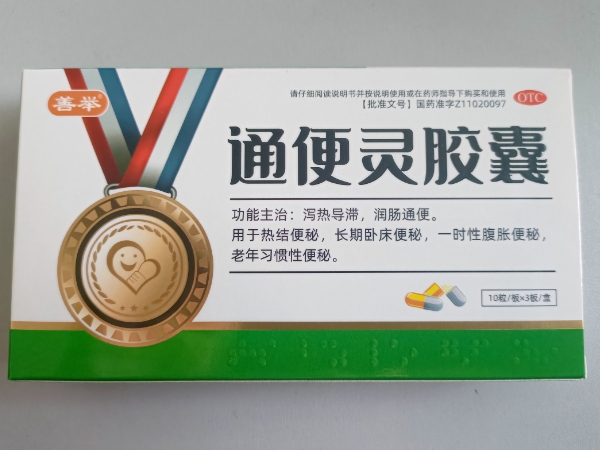 善举
请仔细阅读说明书并按说明使用或在药师指导下购买和使用
【批准文号】国药准字Z11020097
OTC
通便灵胶囊
功能主治：泻热导滞，润肠通便。
用于热结便秘，长期卧床便秘，一时性腹胀便秘，
老年习惯性便秘。
10粒/板×3板/盒